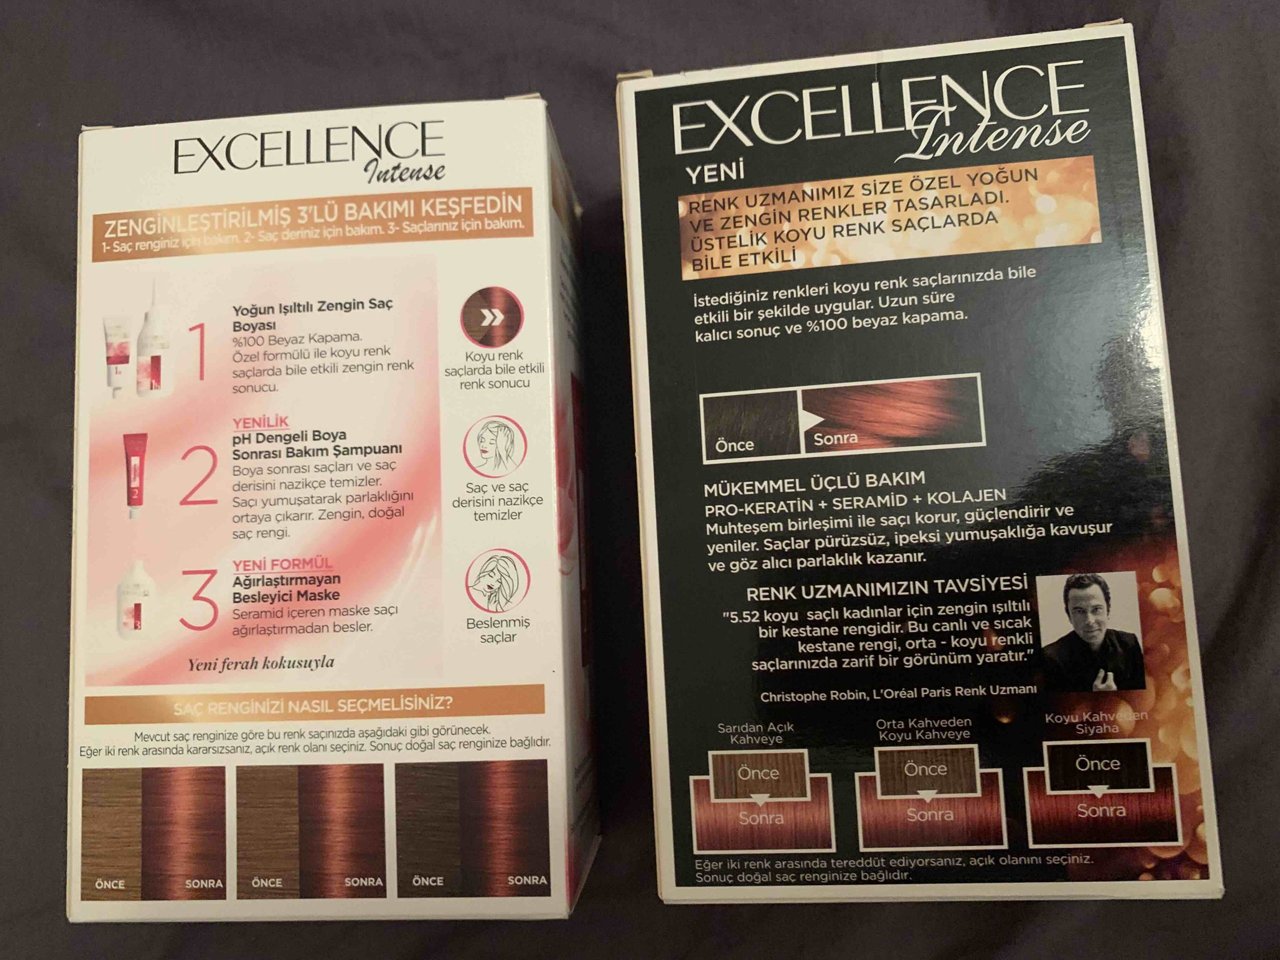 EXCELLENCE
Intense
ZENGİNLEŞTİRİLMİŞ 3'LÜ BAKIMI KEŞFEDİN
1- Saç renginiz için bakım. 2- Saç deriniz için bakım. 3- Saçlarınız için bakım.
1
Yoğun Işıltılı Zengin Saç
Boyası
%100 Beyaz Kapama.
Özel formülü ile koyu renk
saçlarda bile etkili zengin renk
sonucu.
Koyu renk
saçlarda bile etkili
renk sonucu
2
YENİLİK
pH Dengeli Boya
Sonrası Bakım Şampuanı
Boya sonrası saçları ve saç
derisini nazikçe temizler.
Saçı yumuşatarak parlaklığını
ortaya çıkarır. Zengin, doğal
saç rengi.
Saç ve saç
derisini nazikçe
temizler
3
YENİ FORMÜL
Ağırlaştırmayan
Besleyici Maske
Seramid içeren maske saçı
ağırlaştırmadan besler.
Beslenmiş
saçlar
Yeni ferah kokusuyla
SAÇ RENGİNİZİ NASIL SEÇMELİSİNİZ?
Mevcut saç renginize göre bu renk saçınızda aşağıdaki gibi görünecek.
Eğer iki renk arasında kararsızsanız, açık renk olanı seçiniz. Sonuç doğal saç renginize bağlıdır.
ÖNCE SONRA ÖNCE SONRA ÖNCE SONRA
EXCELLENCE
Intense
YENİ
RENK UZMANIMIZ SİZE ÖZEL YOĞUN
VE ZENGİN RENKLER TASARLADI.
ÜSTELİK KOYU RENK SAÇLARDA
BİLE ETKİLİ
İstediğiniz renkleri koyu renk saçlarınızda bile
etkili bir şekilde uygular. Uzun süre
kalıcı sonuç ve %100 beyaz kapama.
Önce Sonra
MÜKEMMEL ÜÇLÜ BAKIM
PRO-KERATİN + SERAMİD + KOLAJEN
Muhteşem birleşimi ile saçı korur, güçlendirir ve
yeniler. Saçlar pürüzsüz, ipeksi yumuşaklığa kavuşur
ve göz alıcı parlaklık kazanır.
RENK UZMANIMIZIN TAVSİYESİ
"5.52 koyu saçlı kadınlar için zengin ışıltılı
bir kestane rengidir. Bu canlı ve sıcak
kestane rengi, orta - koyu renkli
saçlarınızda zarif bir görünüm yaratır."
Christophe Robin, L'Oréal Paris Renk Uzmanı
Sarıdan Açık
Kahveye
Önce
Sonra
Orta Kahveden
Koyu Kahveye
Önce
Sonra
Koyu Kahveden
Siyaha
Önce
Sonra
Eğer iki renk arasında tereddüt ediyorsanız, açık olanını seçiniz.
Sonuç doğal saç renginize bağlıdır.